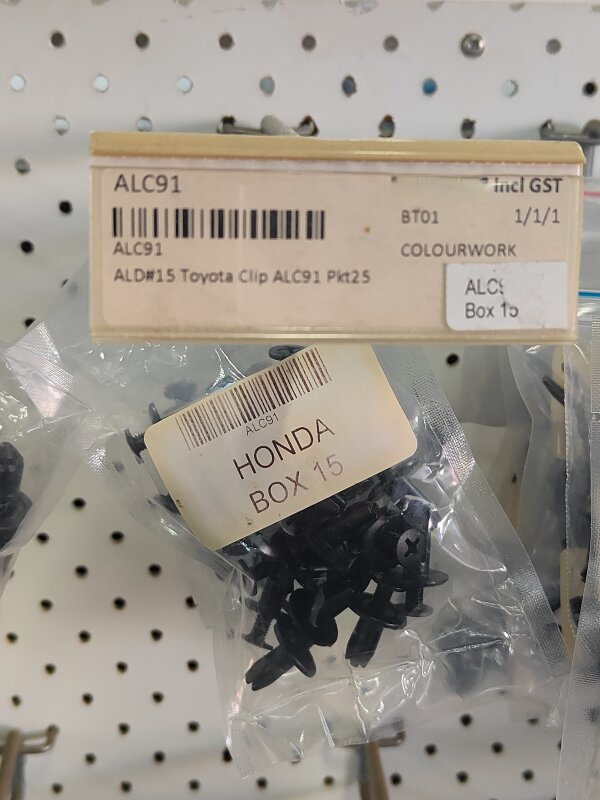 ALC91
Incl GST
BT01
1/1/1
ALC91
COLOURWORK
ALD#15 Toyota Clip ALC91 Pkt25
Box 15
ALC91
HONDA
BOX 15